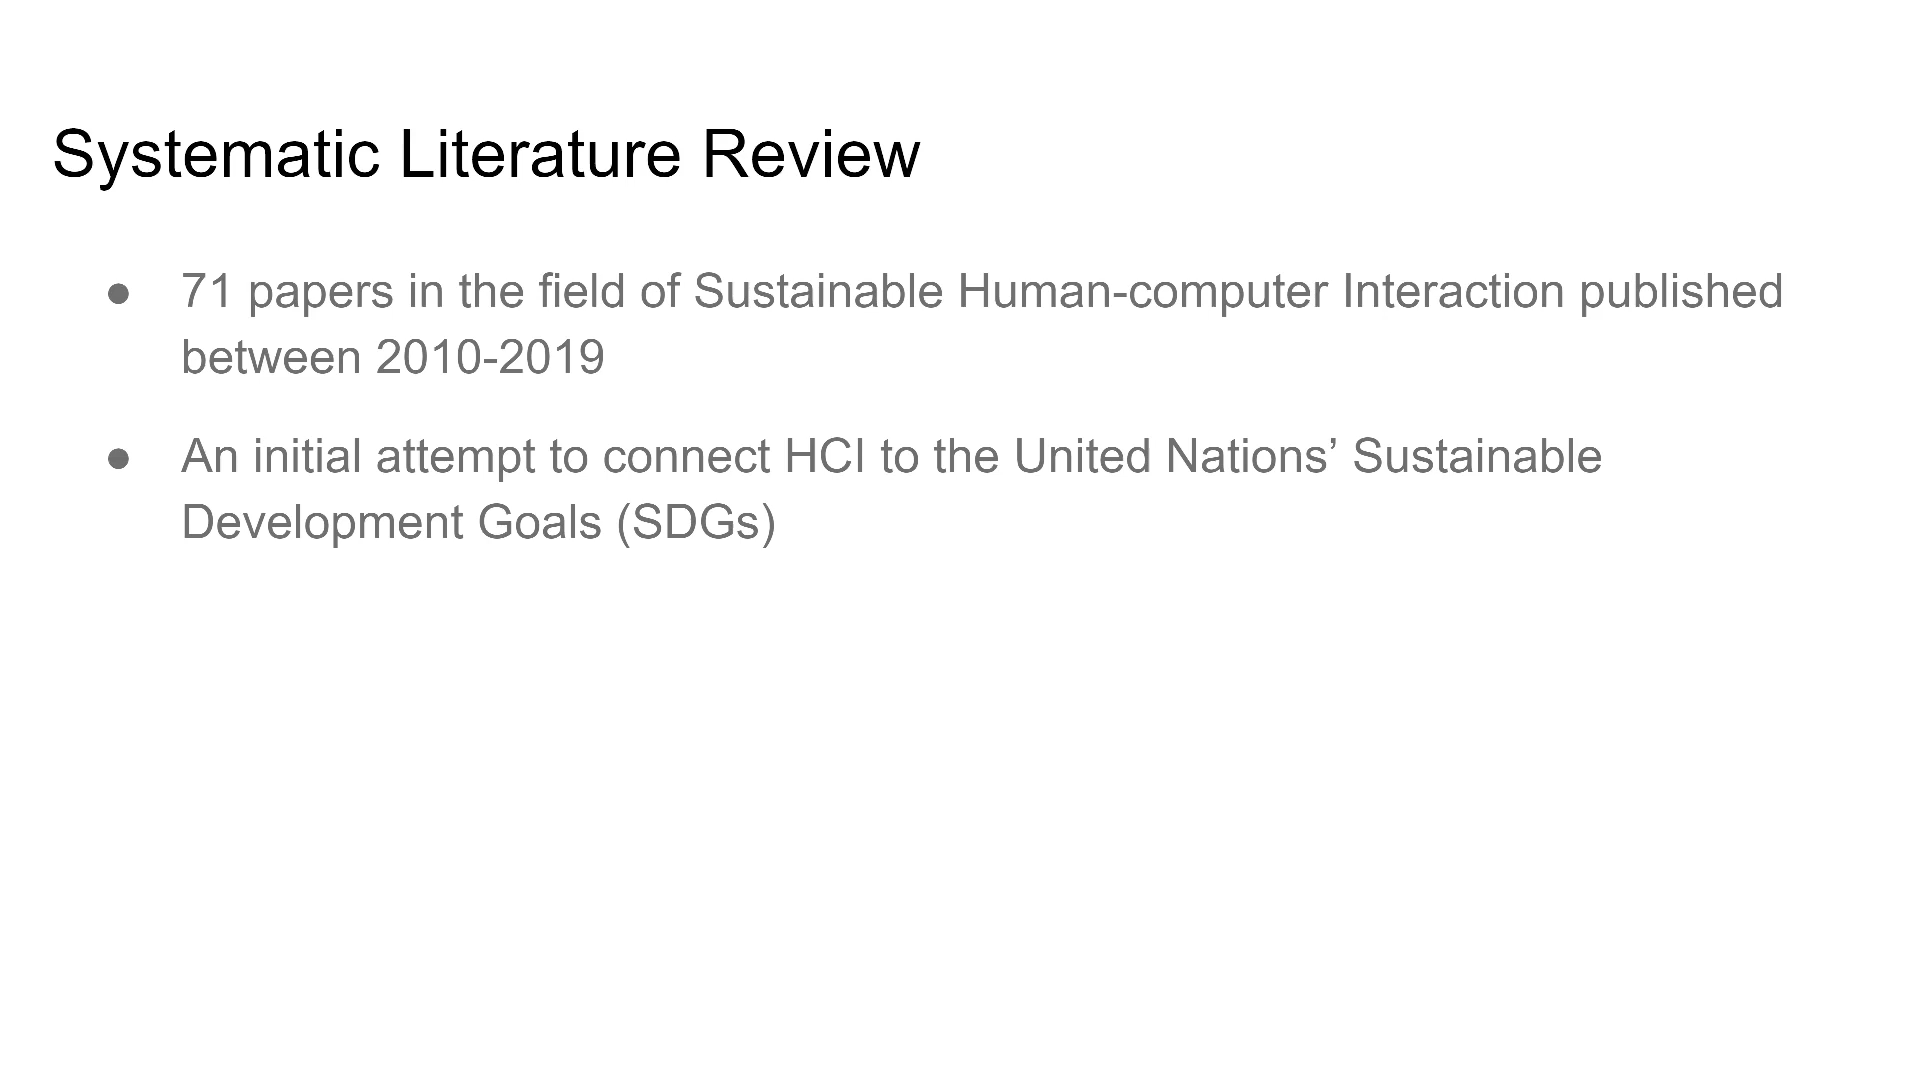 Systematic Literature Review
● 71 papers in the field of Sustainable Human-computer Interaction published
between 2010-2019
● An initial attempt to connect HCI to the United Nations’ Sustainable
Development Goals (SDGs)